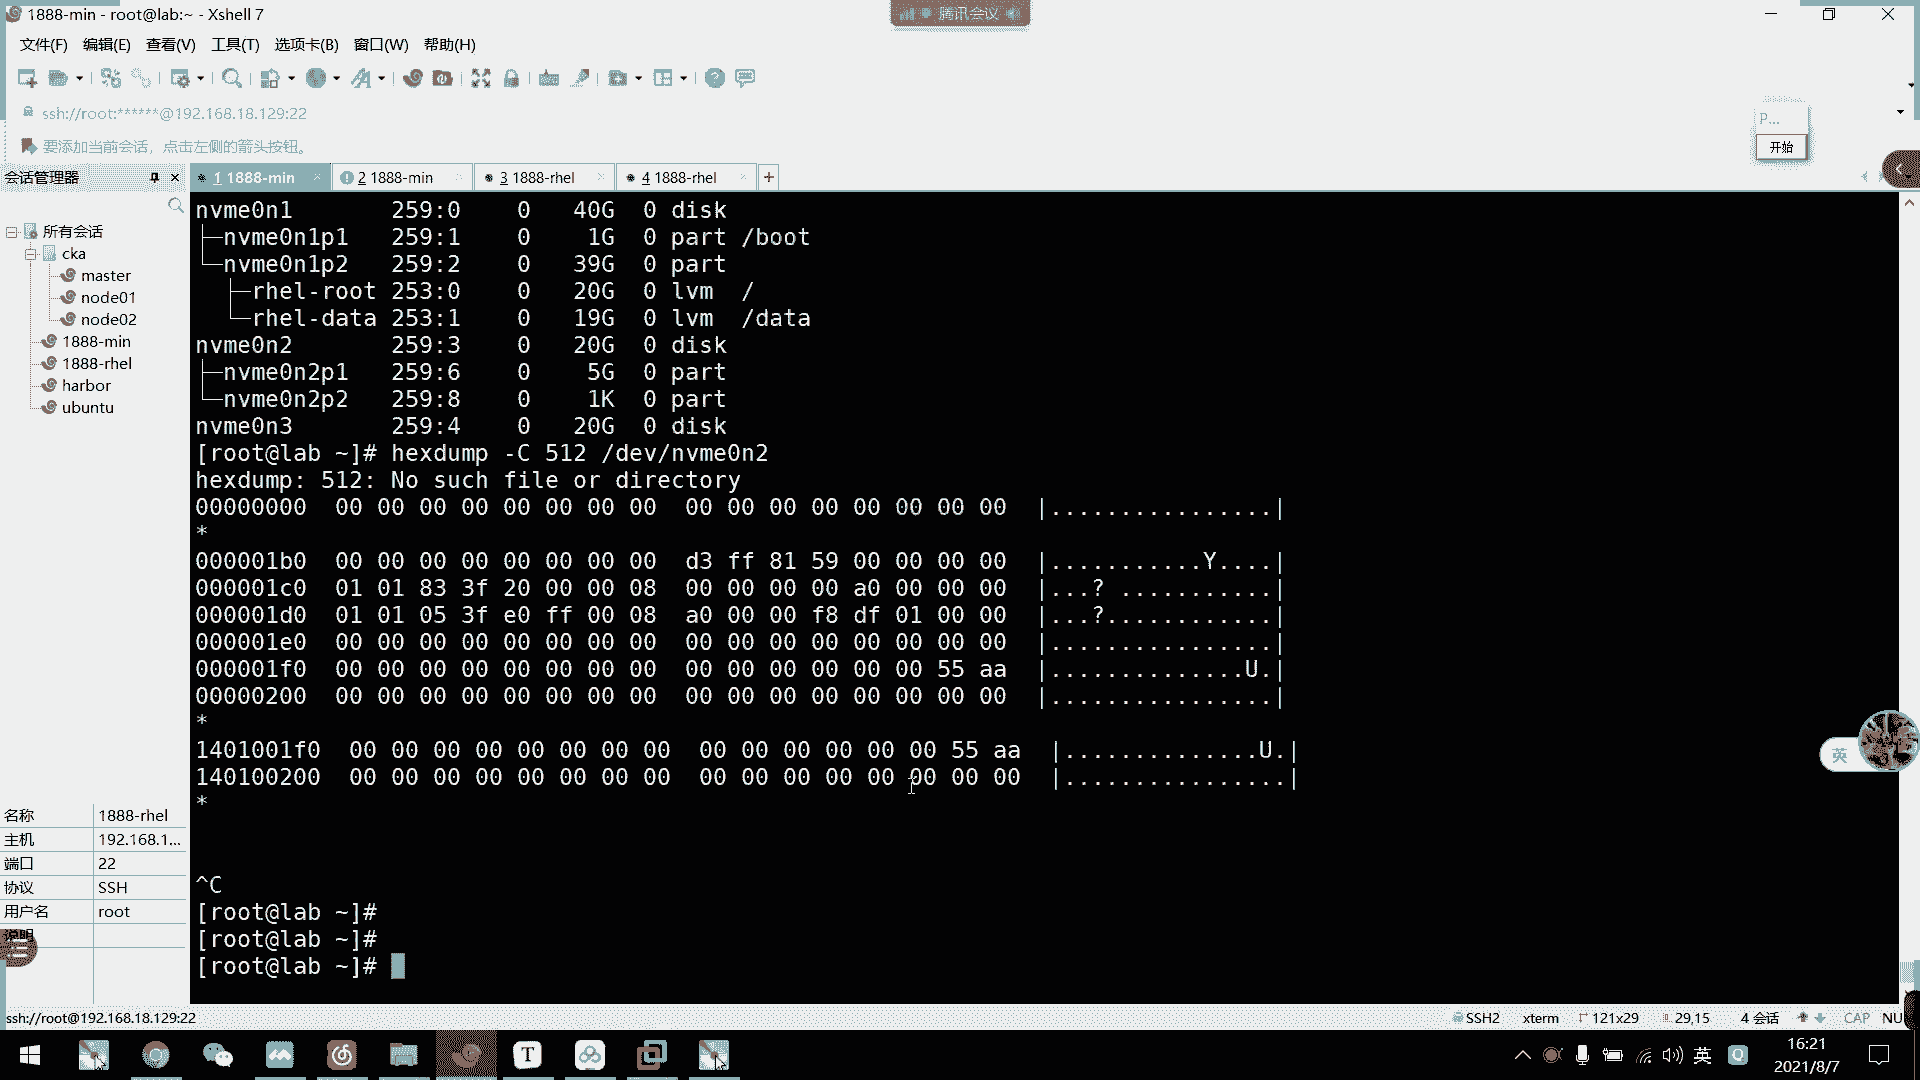 1888-min - root@lab:~ - Xshell 7
腾讯会议
文件(F) 编辑(E) 查看(V) 工具(T) 选项卡(B) 窗口(W) 帮助(H)
ssh://root:******@192.168.18.129:22
要添加当前会话，点击左侧的箭头按钮。
P...
开始
会话管理器
1 1888-min
2 1888-min
3 1888-rhel
4 1888-rhel
所有会话
cka
master
node01
node02
1888-min
1888-rhel
harbor
ubuntu
名称 1888-rhel
主机 192.168.1...
端口 22
协议 SSH
用户名 root
说明
nvme0n1       259:0    0   40G  0 disk
├─nvme0n1p1   259:1    0    1G  0 part /boot
└─nvme0n1p2   259:2    0   39G  0 part
  ├─rhel-root 253:0    0   20G  0 lvm  /
  └─rhel-data 253:1    0   19G  0 lvm  /data
nvme0n2       259:3    0   20G  0 disk
├─nvme0n2p1   259:6    0    5G  0 part
└─nvme0n2p2   259:8    0    1K  0 part
nvme0n3       259:4    0   20G  0 disk
[root@lab ~]# hexdump -C 512 /dev/nvme0n2
hexdump: 512: No such file or directory
00000000  00 00 00 00 00 00 00 00  00 00 00 00 00 00 00 00  |................|
*
000001b0  00 00 00 00 00 00 00 00  d3 ff 81 59 00 00 00 00  |...........Y....|
000001c0  01 01 83 3f 20 00 00 08  00 00 00 00 a0 00 00 00  |...? ...........|
000001d0  01 01 05 3f e0 ff 00 08  a0 00 00 f8 df 01 00 00  |...?............|
000001e0  00 00 00 00 00 00 00 00  00 00 00 00 00 00 00 00  |................|
000001f0  00 00 00 00 00 00 00 00  00 00 00 00 00 00 55 aa  |..............U.|
00000200  00 00 00 00 00 00 00 00  00 00 00 00 00 00 00 00  |................|
*
1401001f0  00 00 00 00 00 00 00 00  00 00 00 00 00 00 55 aa  |..............U.|
140100200  00 00 00 00 00 00 00 00  00 00 00 00 00 00 00 00  |................|
*
^C
[root@lab ~]#
[root@lab ~]#
[root@lab ~]#
英
ssh://root@192.168.18.129:22
SSH2 xterm 121x29 29,15 4 会话 CAP NU
英
16:21
2021/8/7